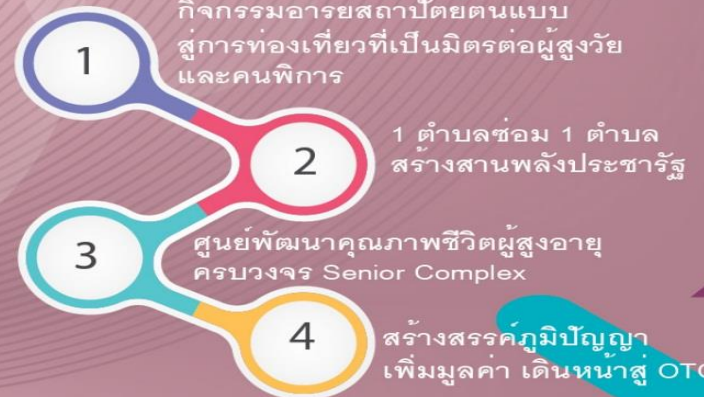 1
กิจกรรมอารยสถาปัตยต้นแบบ
สู่การท่องเที่ยวที่เป็นมิตรต่อผู้สูงวัย
และคนพิการ
2
1 ตำบลซ่อม 1 ตำบล
สร้างสานพลังประชารัฐ
3
ศูนย์พัฒนาคุณภาพชีวิตผู้สูงอายุ
ครบวงจร Senior Complex
4
สร้างสรรค์ภูมิปัญญา
เพิ่มมูลค่า เดินหน้าสู่